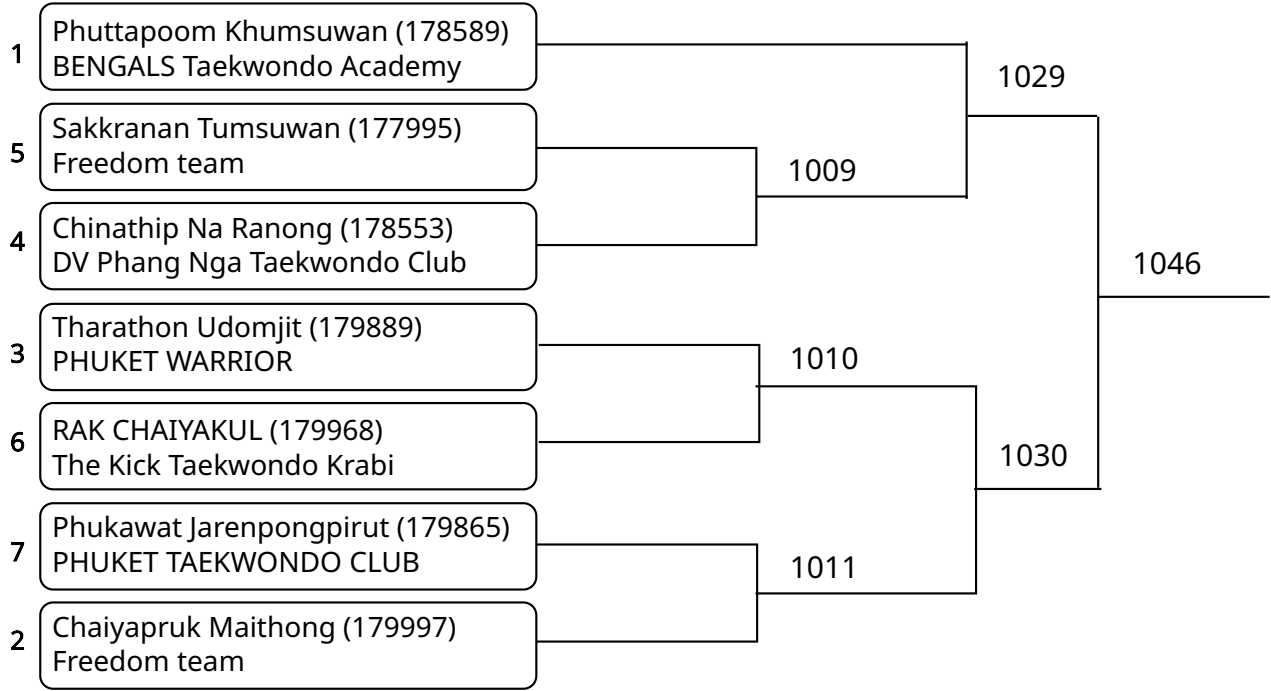 1
Phuttapoom Khumsuwan (178589)
BENGALS Taekwondo Academy
1029
5
Sakkranan Tumsuwan (177995)
Freedom team
1009
4
Chinathip Na Ranong (178553)
DV Phang Nga Taekwondo Club
1046
3
Tharathon Udomjit (179889)
PHUKET WARRIOR
1010
6
RAK CHAIYAKUL (179968)
The Kick Taekwondo Krabi
1030
7
Phukawat Jarenpongpirut (179865)
PHUKET TAEKWONDO CLUB
1011
2
Chaiyapruk Maithong (179997)
Freedom team